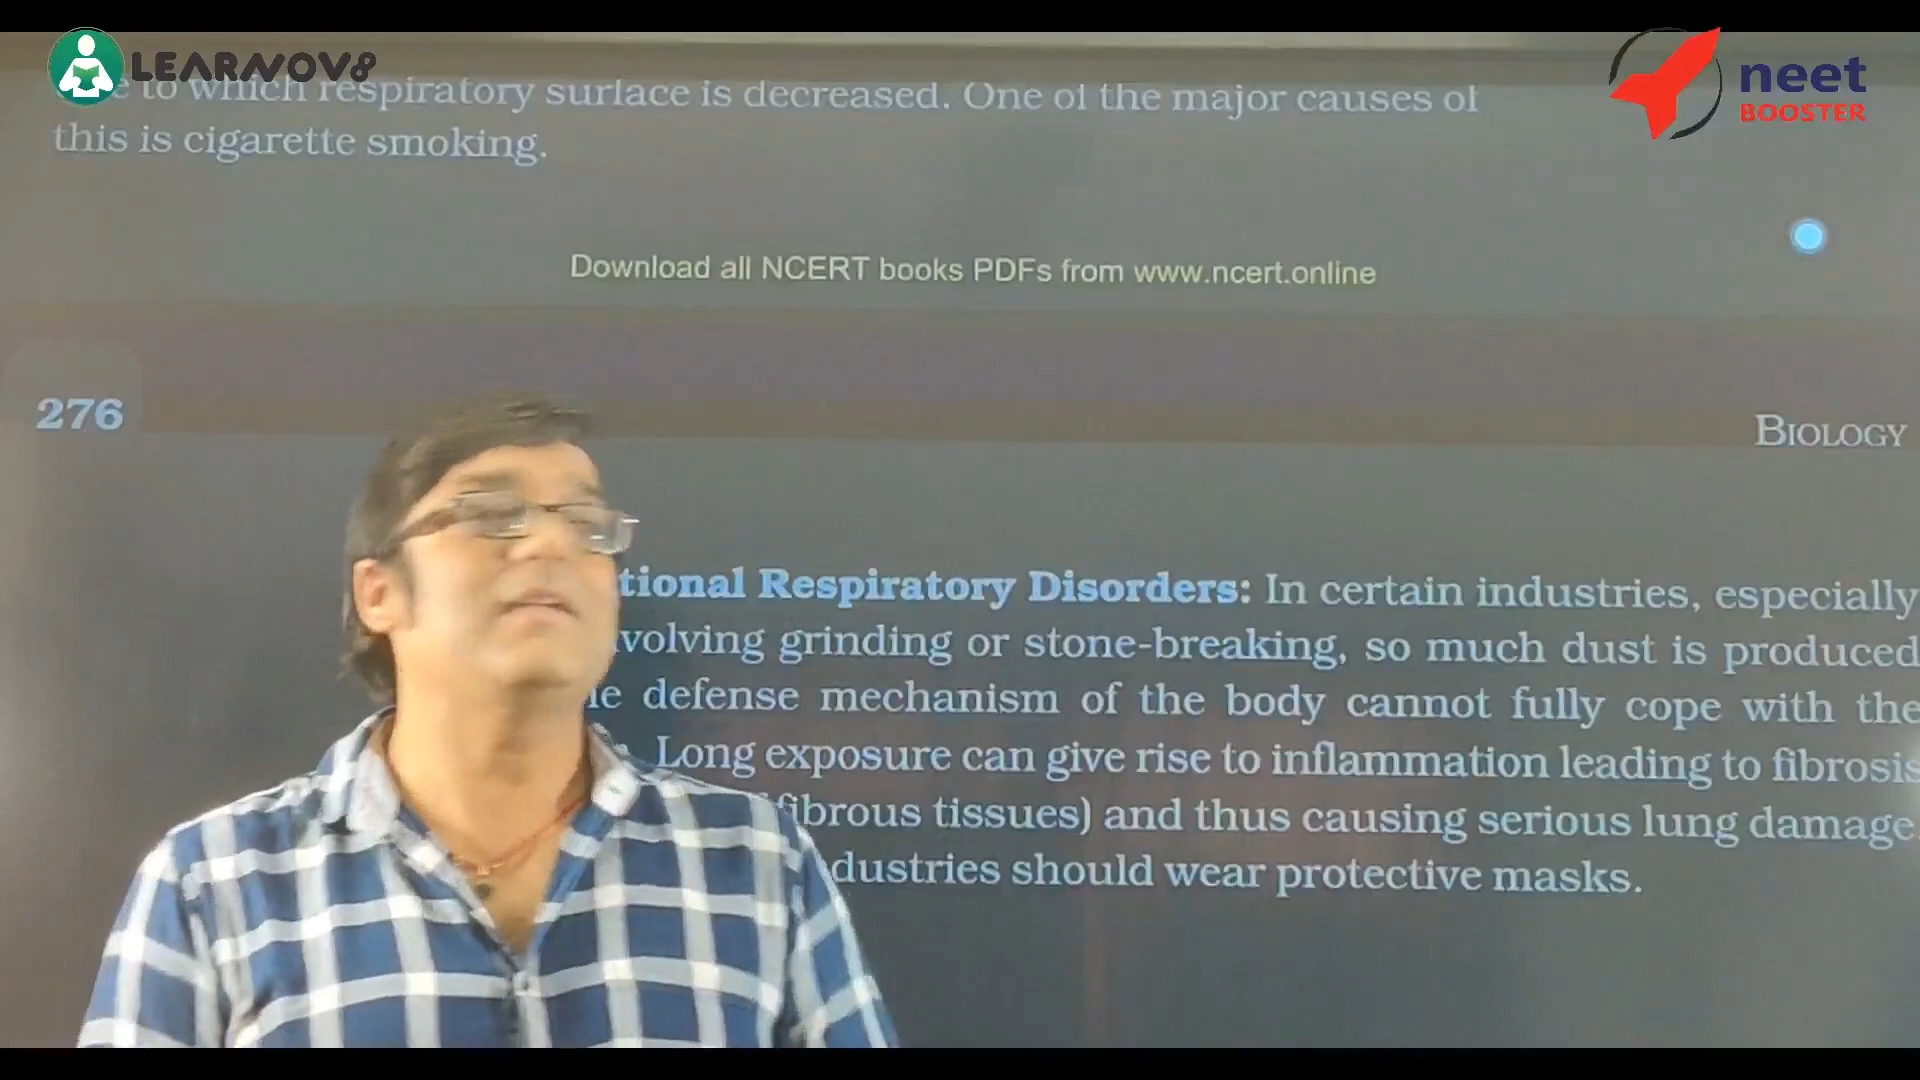 LEARNOV8
neet
BOOSTER
to which respiratory surface is decreased. One of the major causes of
this is cigarette smoking.
Download all NCERT books PDFs from www.ncert.online
276
BIOLOGY
tional Respiratory Disorders: In certain industries, especially
volving grinding or stone-breaking, so much dust is produced
defense mechanism of the body cannot fully cope with the
Long exposure can give rise to inflammation leading to fibrosis
fibrous tissues) and thus causing serious lung damage
dustries should wear protective masks.